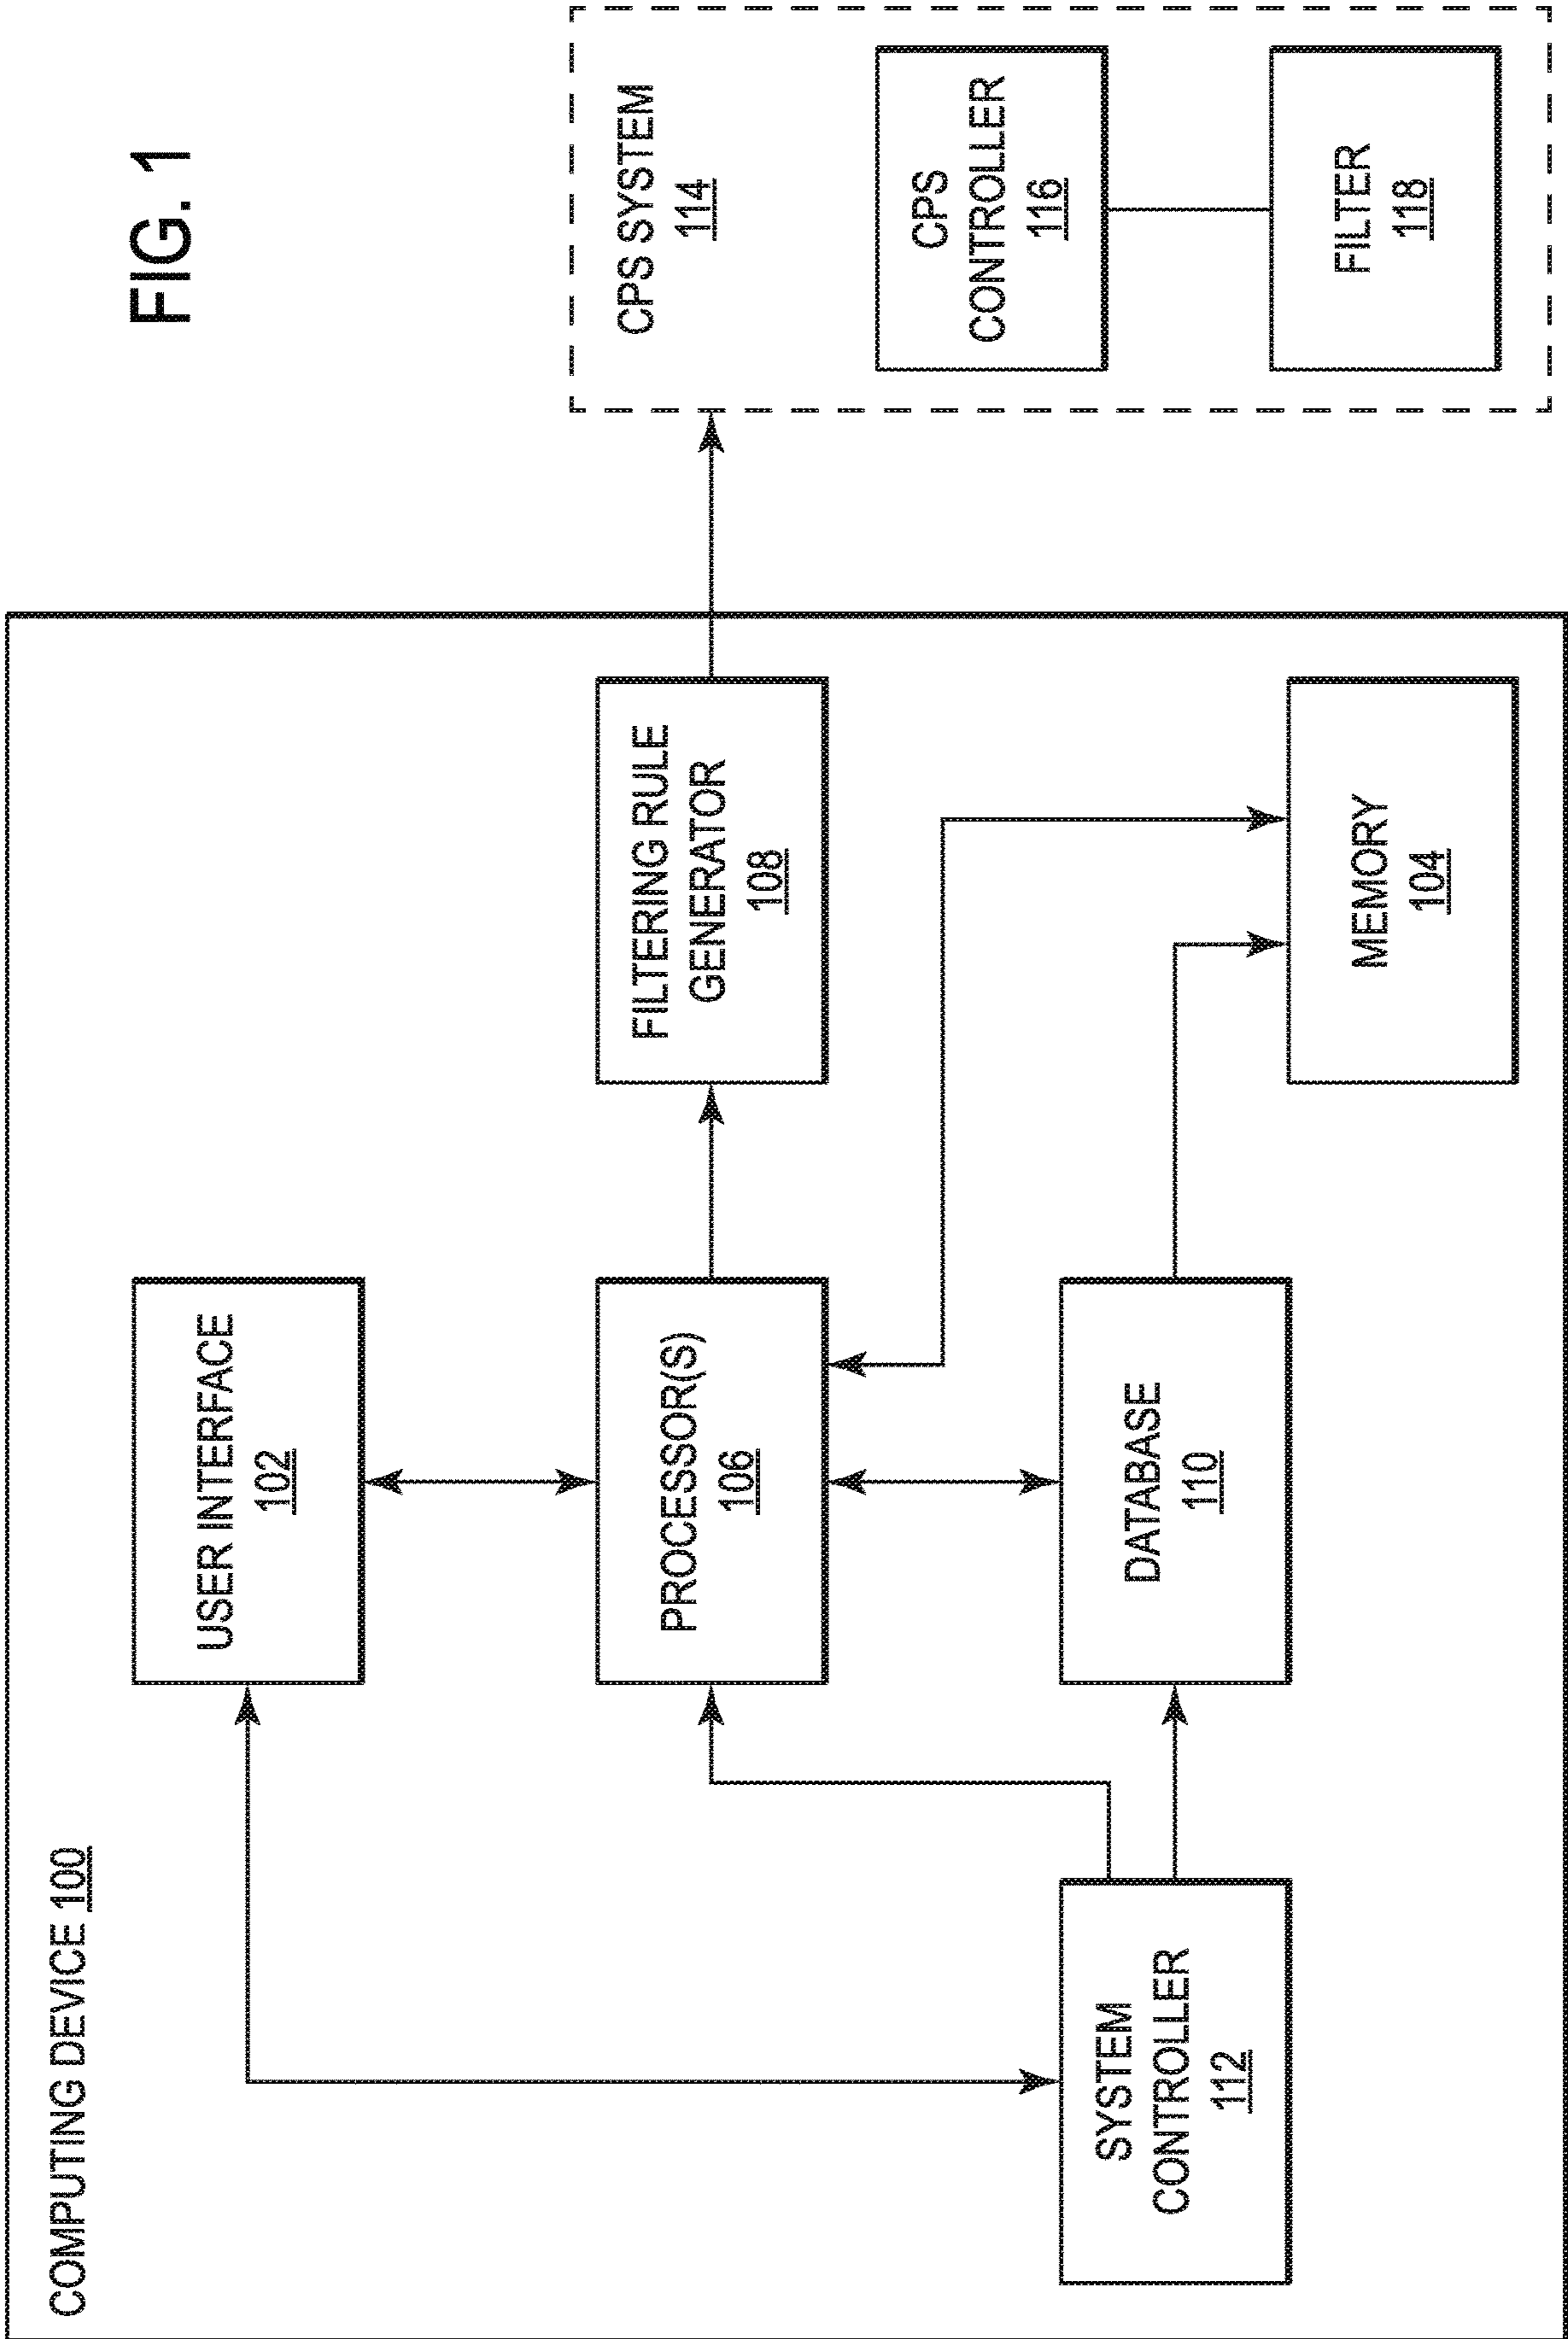 COMPUTING DEVICE 100
USER INTERFACE
102
PROCESSOR(S)
106
FILTERING RULE
GENERATOR
108
SYSTEM
CONTROLLER
112
DATABASE
110
MEMORY
104
FIG. 1
CPS SYSTEM
114
CPS
CONTROLLER
116
FILTER
118